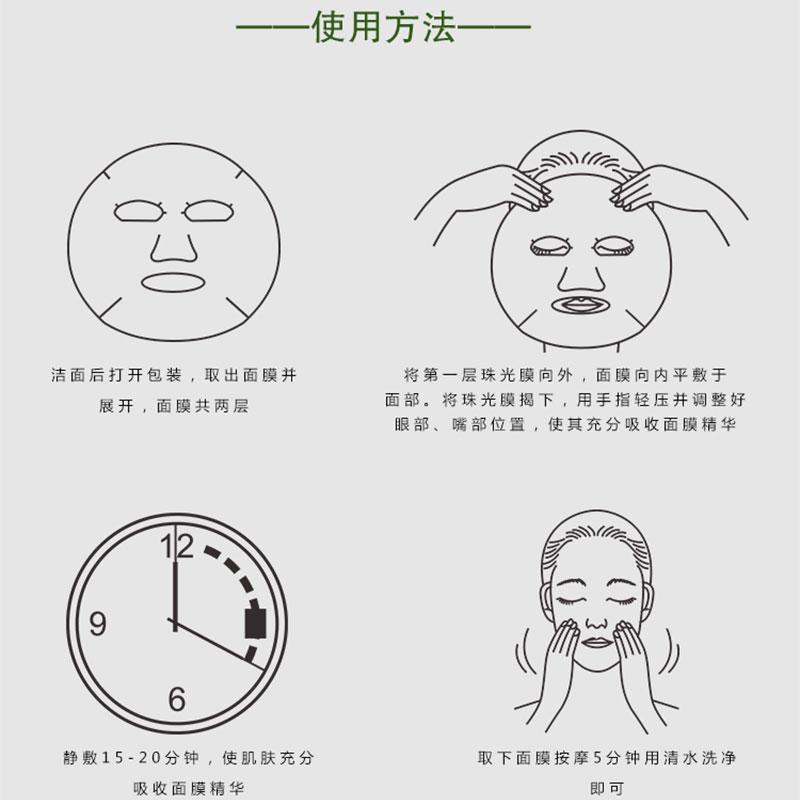 ——使用方法——
洁面后打开包装，取出面膜并
展开，面膜共两层
将第一层珠光膜向外，面膜向内平敷于
面部。将珠光膜揭下，用手指轻压并调整好
眼部、嘴部位置，使其充分吸收面膜精华
12
9
6
静敷15-20分钟，使肌肤充分
吸收面膜精华
取下面膜按摩5分钟用清水洗净
即可